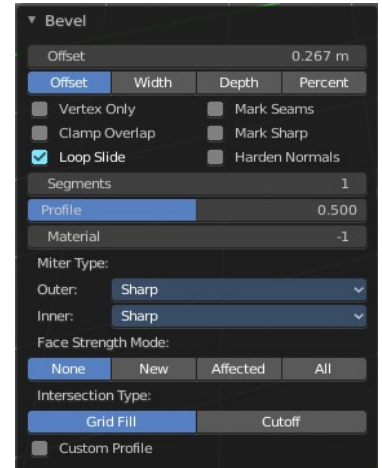 Bevel
Offset 0.267 m
Offset Width Depth Percent
Vertex Only Mark Seams
Clamp Overlap Mark Sharp
Loop Slide Harden Normals
Segments 1
Profile 0.500
Material -1
Miter Type:
Outer: Sharp
Inner: Sharp
Face Strength Mode:
None New Affected All
Intersection Type:
Grid Fill Cutoff
Custom Profile